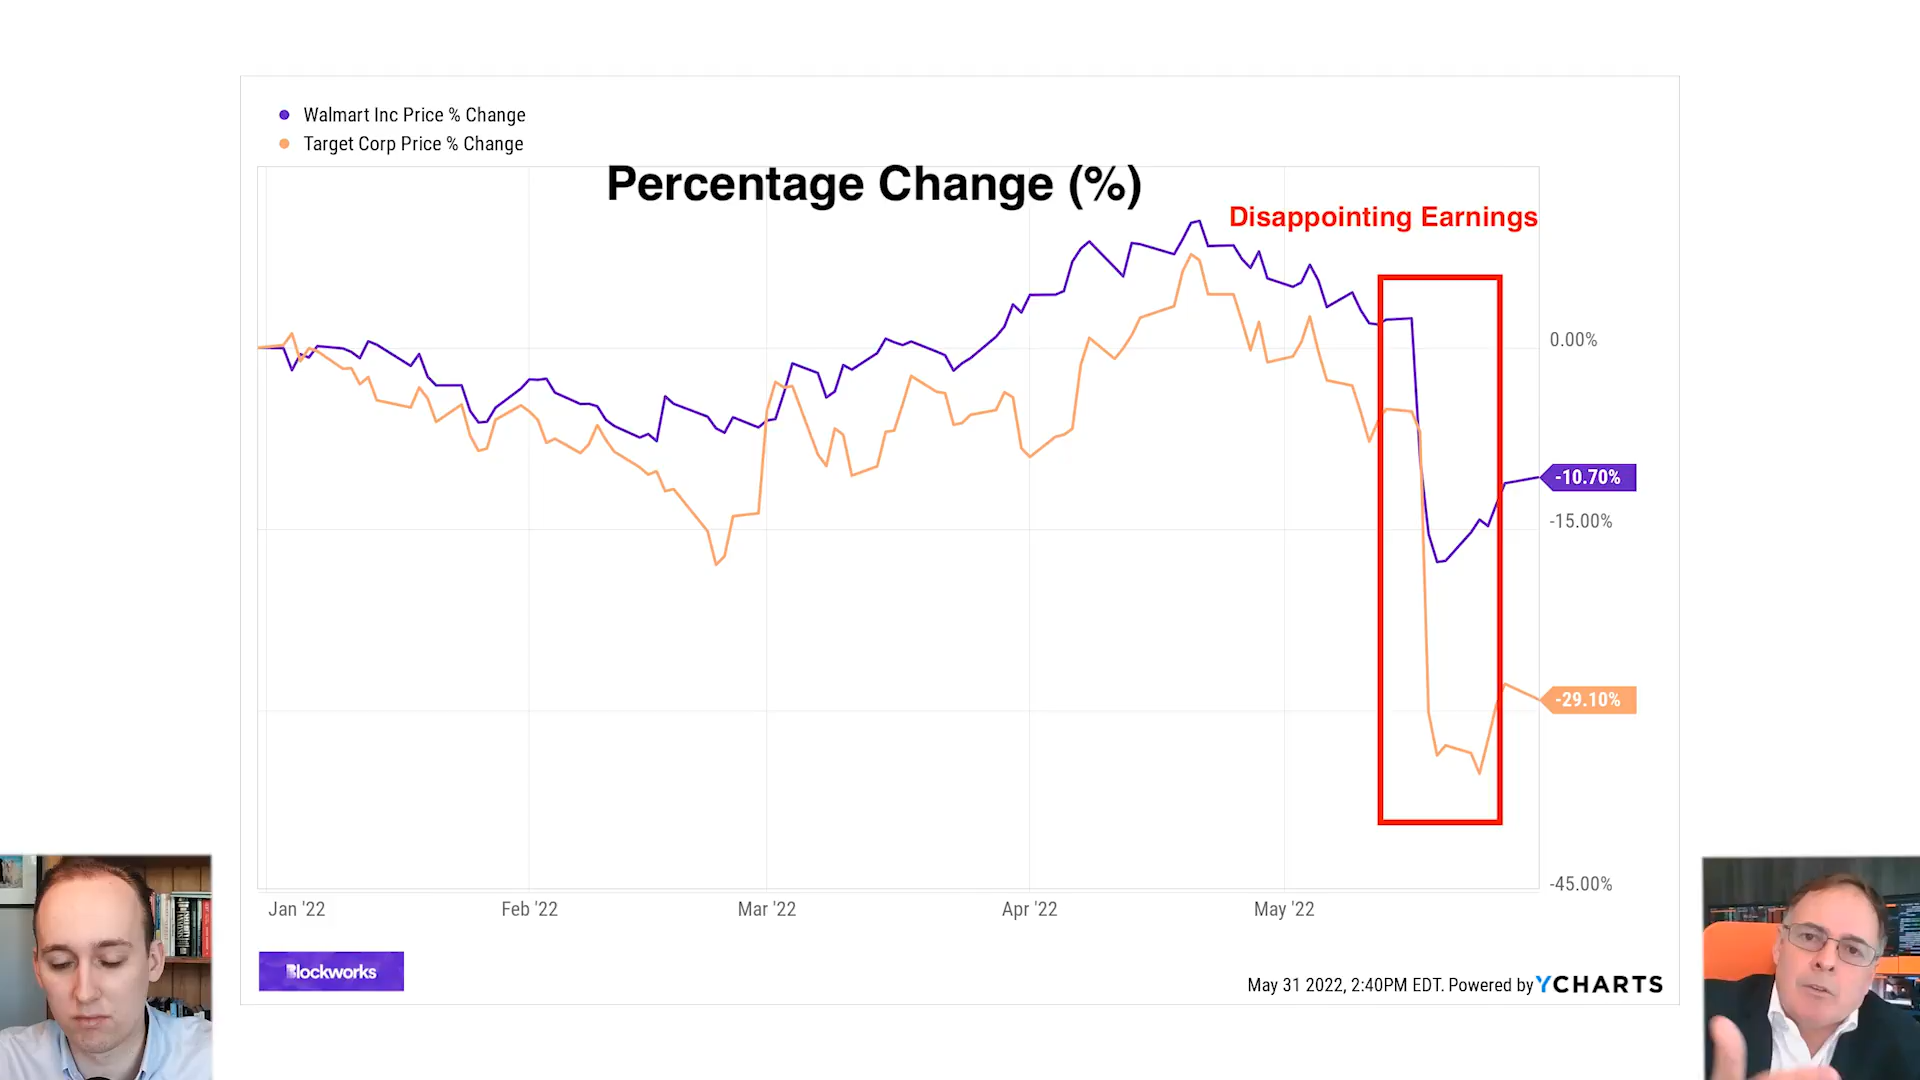 Walmart Inc Price % Change
Target Corp Price % Change
Percentage Change (%)
Disappointing Earnings
0.00%
-10.70%
-15.00%
-29.10%
-45.00%
Jan '22
Feb '22
Mar '22
Apr '22
May '22
Blockworks
May 31 2022, 2:40PM EDT. Powered by YCHARTS